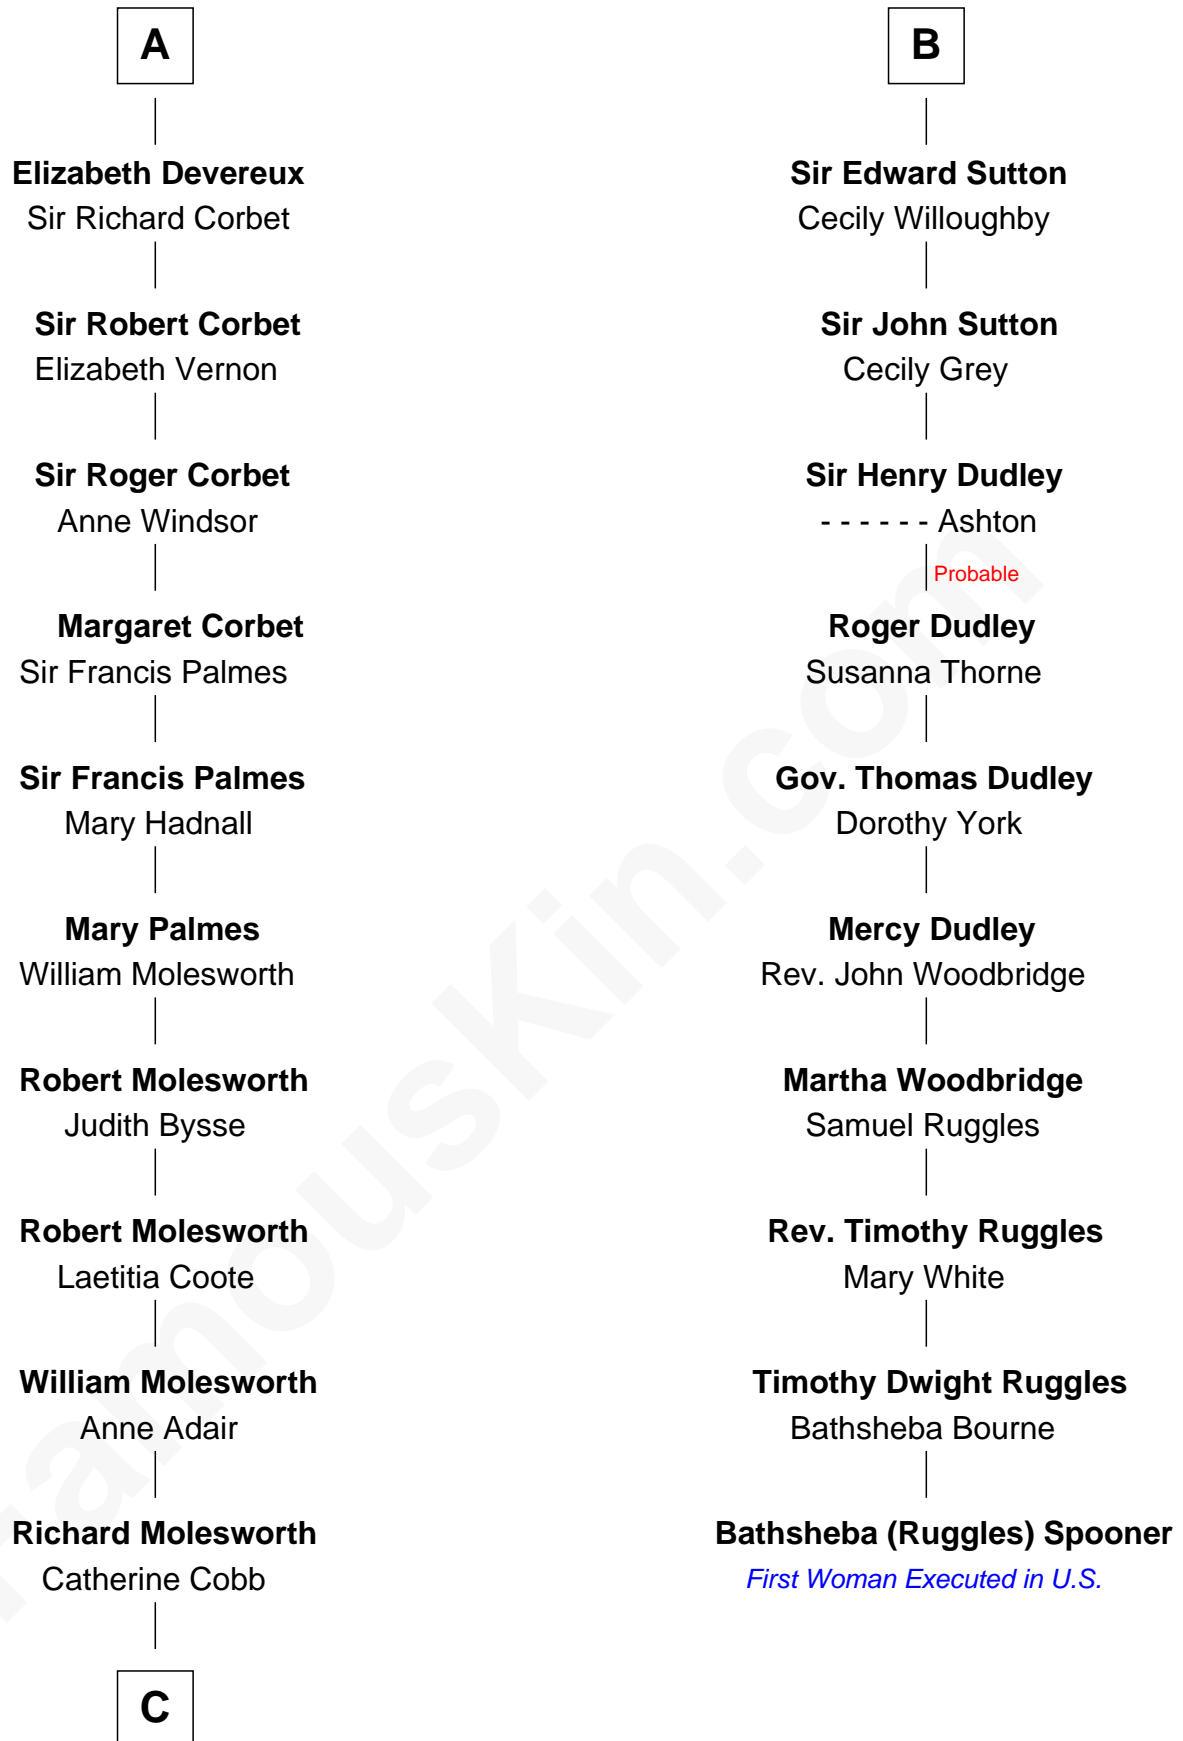 A
Elizabeth Devereux
Sir Richard Corbet
Sir Robert Corbet
Elizabeth Vernon
Sir Roger Corbet
Anne Windsor
Margaret Corbet
Sir Francis Palmes
Sir Francis Palmes
Mary Hadnall
Mary Palmes
William Molesworth
Robert Molesworth
Judith Bysse
Robert Molesworth
Laetitia Coote
William Molesworth
Anne Adair
Richard Molesworth
Catherine Cobb
C
B
Sir Edward Sutton
Cecily Willoughby
Sir John Sutton
Cecily Grey
Sir Henry Dudley
- - - - - - Ashton
Probable
Roger Dudley
Susanna Thorne
Gov. Thomas Dudley
Dorothy York
Mercy Dudley
Rev. John Woodbridge
Martha Woodbridge
Samuel Ruggles
Rev. Timothy Ruggles
Mary White
Timothy Dwight Ruggles
Bathsheba Bourne
Bathsheba (Ruggles) Spooner
First Woman Executed in U.S.
FamousKin.com